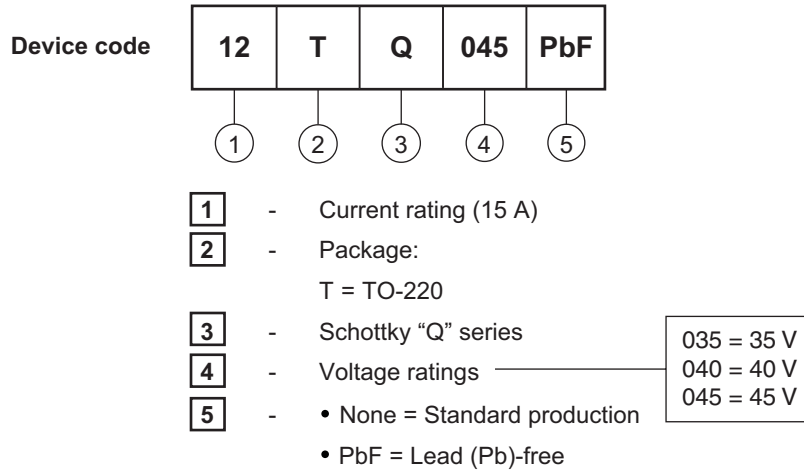 Device code 12 T Q 045 PbF
1 2 3 4 5
1 - Current rating (15 A)
2 - Package:
T = TO-220
3 - Schottky “Q” series
4 - Voltage ratings
5 - • None = Standard production
• PbF = Lead (Pb)-free
035 = 35 V
040 = 40 V
045 = 45 V